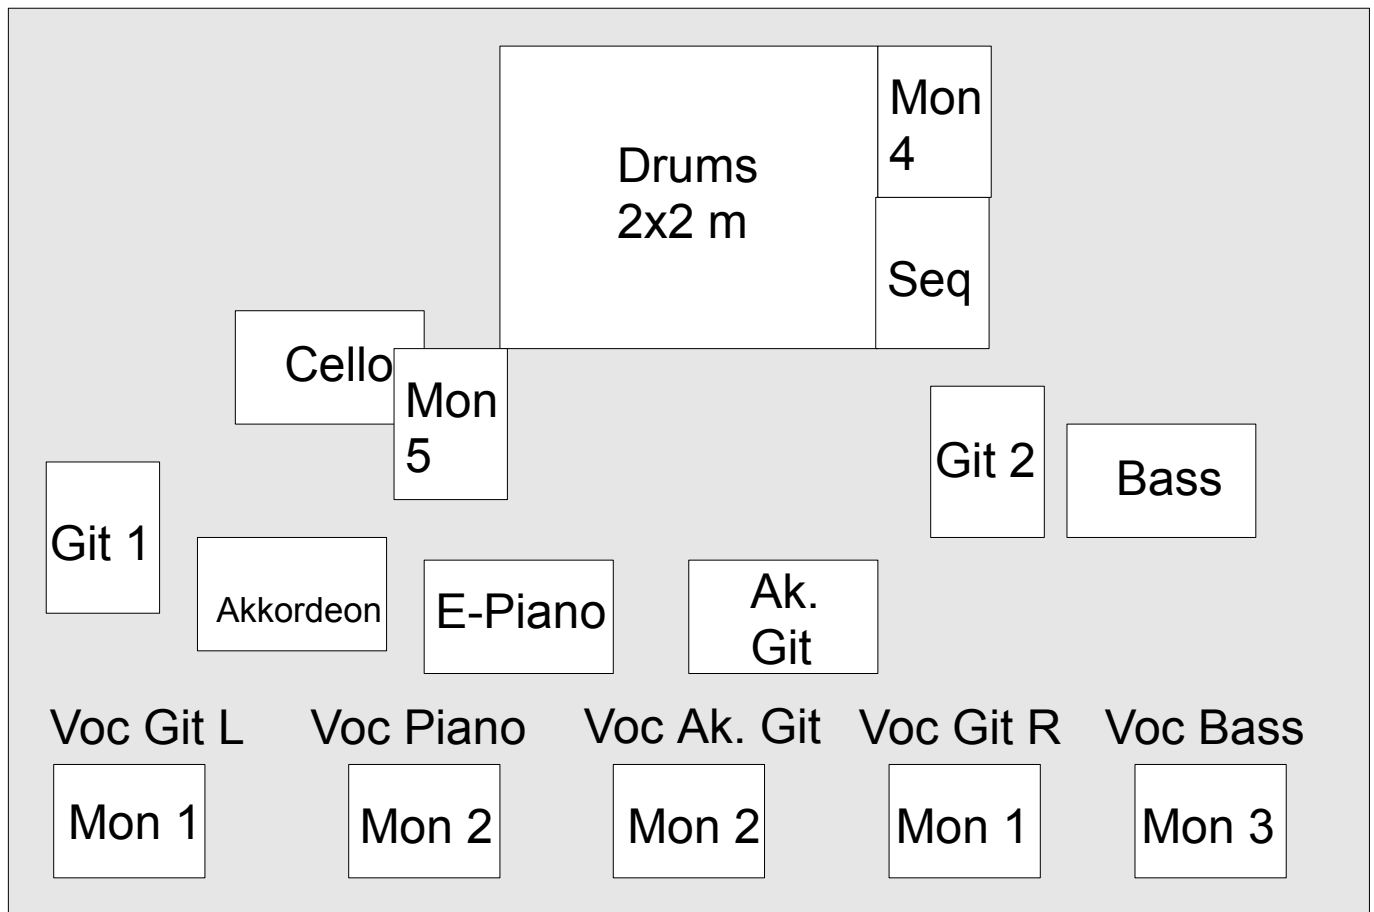 Mon
4
Drums
2x2 m
Seq
Cello
Mon
5
Git 2
Bass
Git 1
Akkordeon
E-Piano
Ak.
Git
Voc Git L
Voc Piano
Voc Ak. Git
Voc Git R
Voc Bass
Mon 1
Mon 2
Mon 2
Mon 1
Mon 3